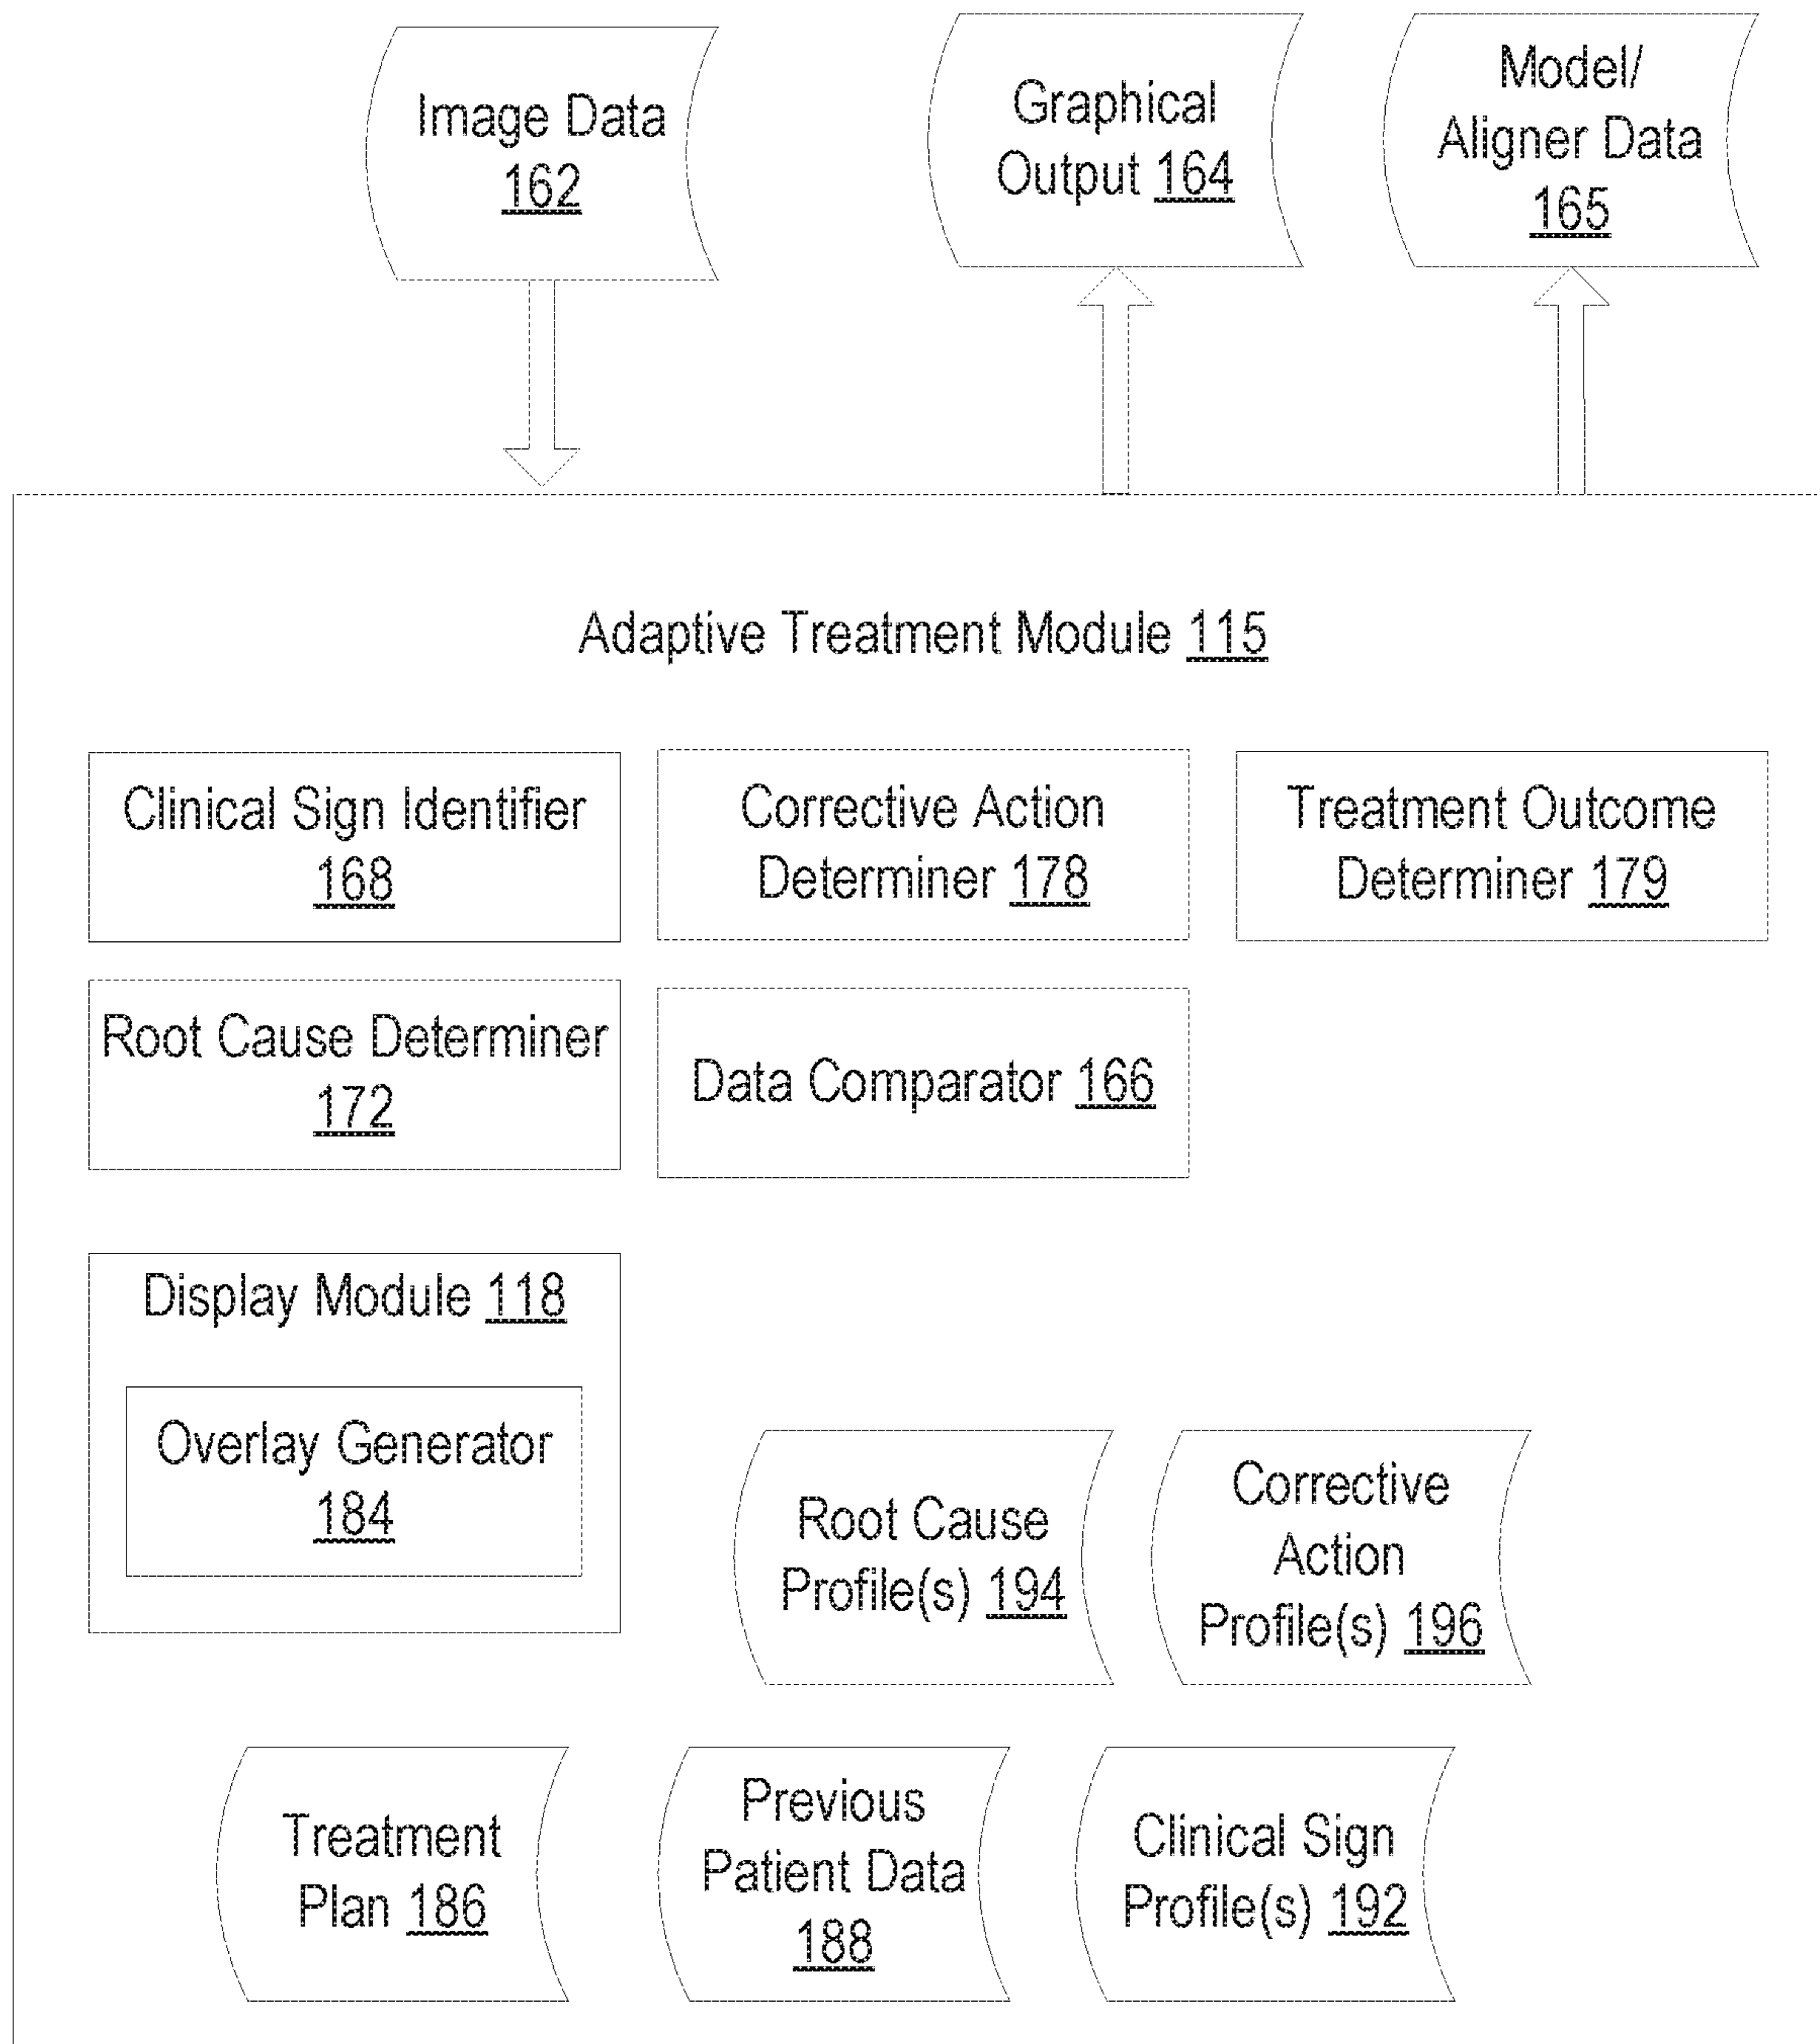 Image Data
162
Graphical
Output 164
Model/
Aligner Data
165
Adaptive Treatment Module 115
Clinical Sign Identifier
168
Corrective Action
Determiner 178
Treatment Outcome
Determiner 179
Root Cause Determiner
172
Data Comparator 166
Display Module 118
Overlay Generator
184
Root Cause
Profile(s) 194
Corrective
Action
Profile(s) 196
Treatment
Plan 186
Previous
Patient Data
188
Clinical Sign
Profile(s) 192